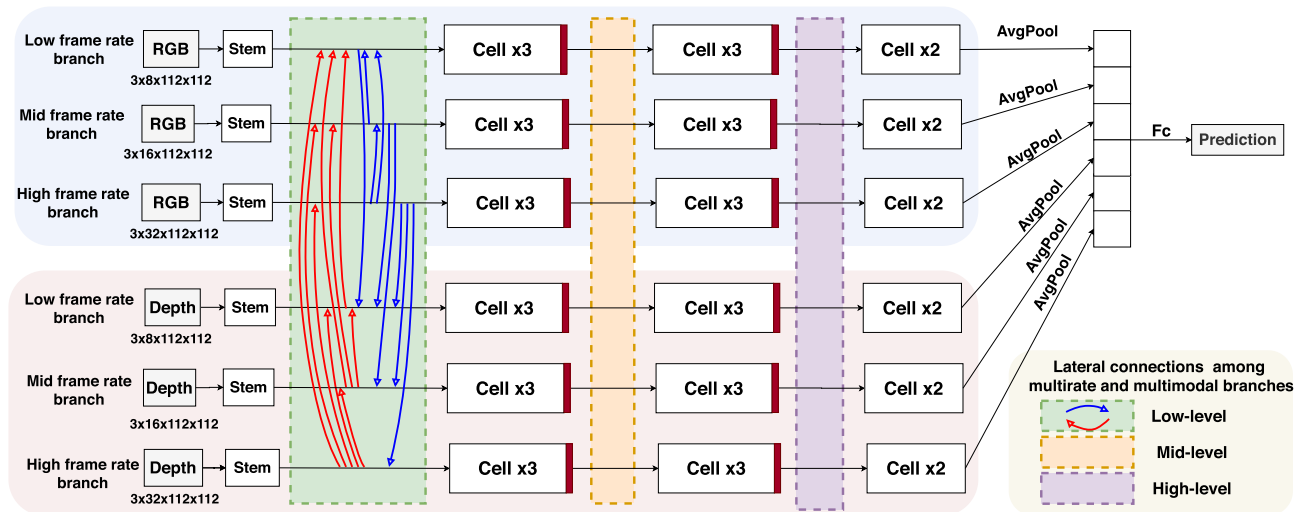 Low frame rate
branch
RGB
Stem
3x8x112x112
Cell x3
Cell x3
Cell x2
AvgPool
Mid frame rate
branch
RGB
Stem
3x16x112x112
Cell x3
Cell x3
Cell x2
AvgPool
High frame rate
branch
RGB
Stem
3x32x112x112
Cell x3
Cell x3
Cell x2
AvgPool
Fc
Prediction
Low frame rate
branch
Depth
Stem
3x8x112x112
Cell x3
Cell x3
Cell x2
AvgPool
Mid frame rate
branch
Depth
Stem
3x16x112x112
Cell x3
Cell x3
Cell x2
AvgPool
High frame rate
branch
Depth
Stem
3x32x112x112
Cell x3
Cell x3
Cell x2
AvgPool
Lateral connections among
multirate and multimodal branches
Low-level
Mid-level
High-level